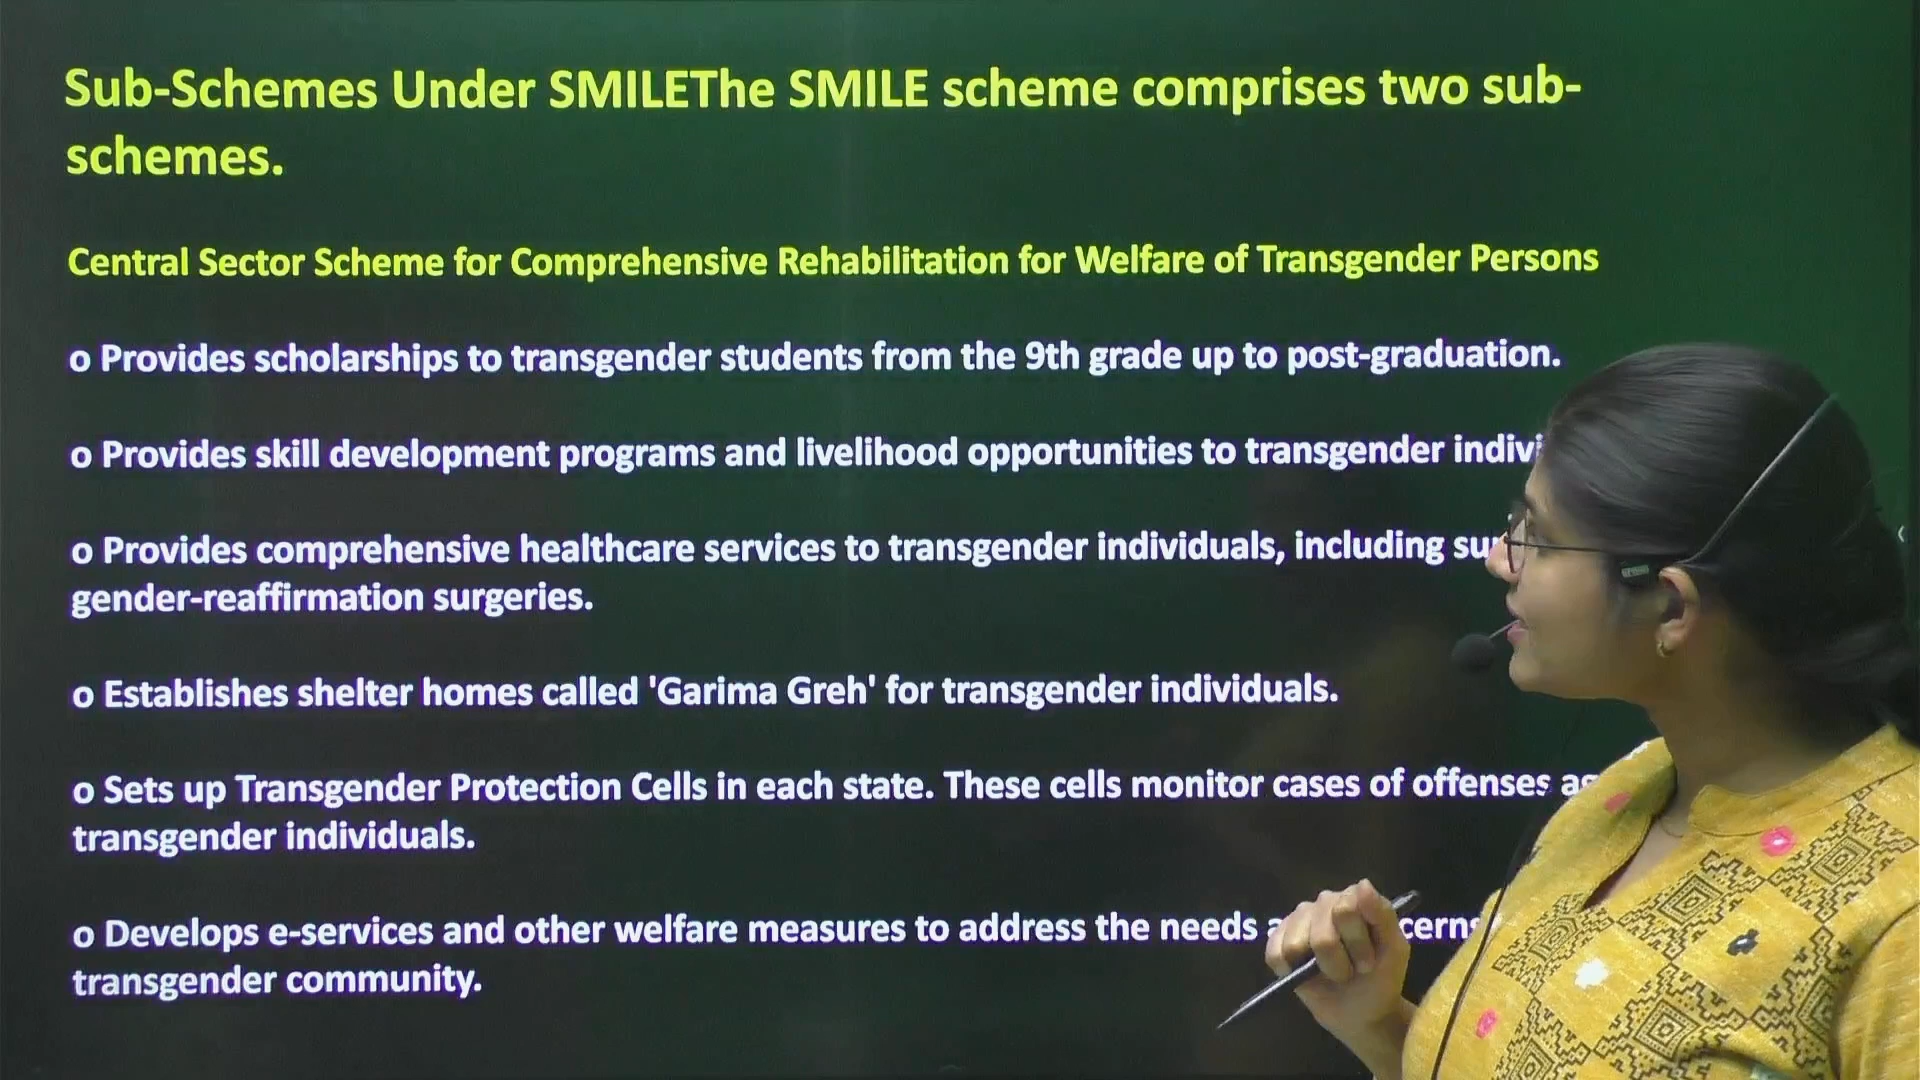 Sub-Schemes Under SMILEThe SMILE scheme comprises two sub-
schemes.
Central Sector Scheme for Comprehensive Rehabilitation for Welfare of Transgender Persons
o Provides scholarships to transgender students from the 9th grade up to post-graduation.
o Provides skill development programs and livelihood opportunities to transgender
o Provides comprehensive healthcare services to transgender individuals, including
gender-reaffirmation surgeries.
o Establishes shelter homes called 'Garima Greh' for transgender individuals.
o Sets up Transgender Protection Cells in each state. These cells monitor cases of offenses
transgender individuals.
o Develops e-services and other welfare measures to address the needs
transgender community.